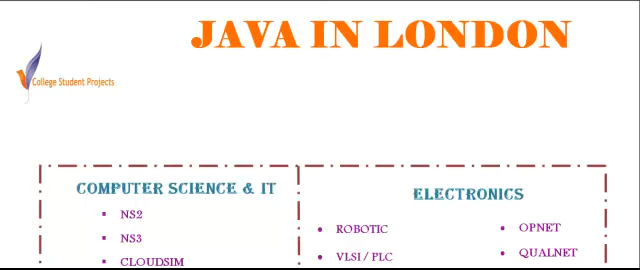 JAVA IN LONDON
College Student Projects
COMPUTER SCIENCE & IT
NS2
NS3
CLOUDSIM
ELECTRONICS
ROBOTIC
VLSI / PLC
OPNET
QUALNET